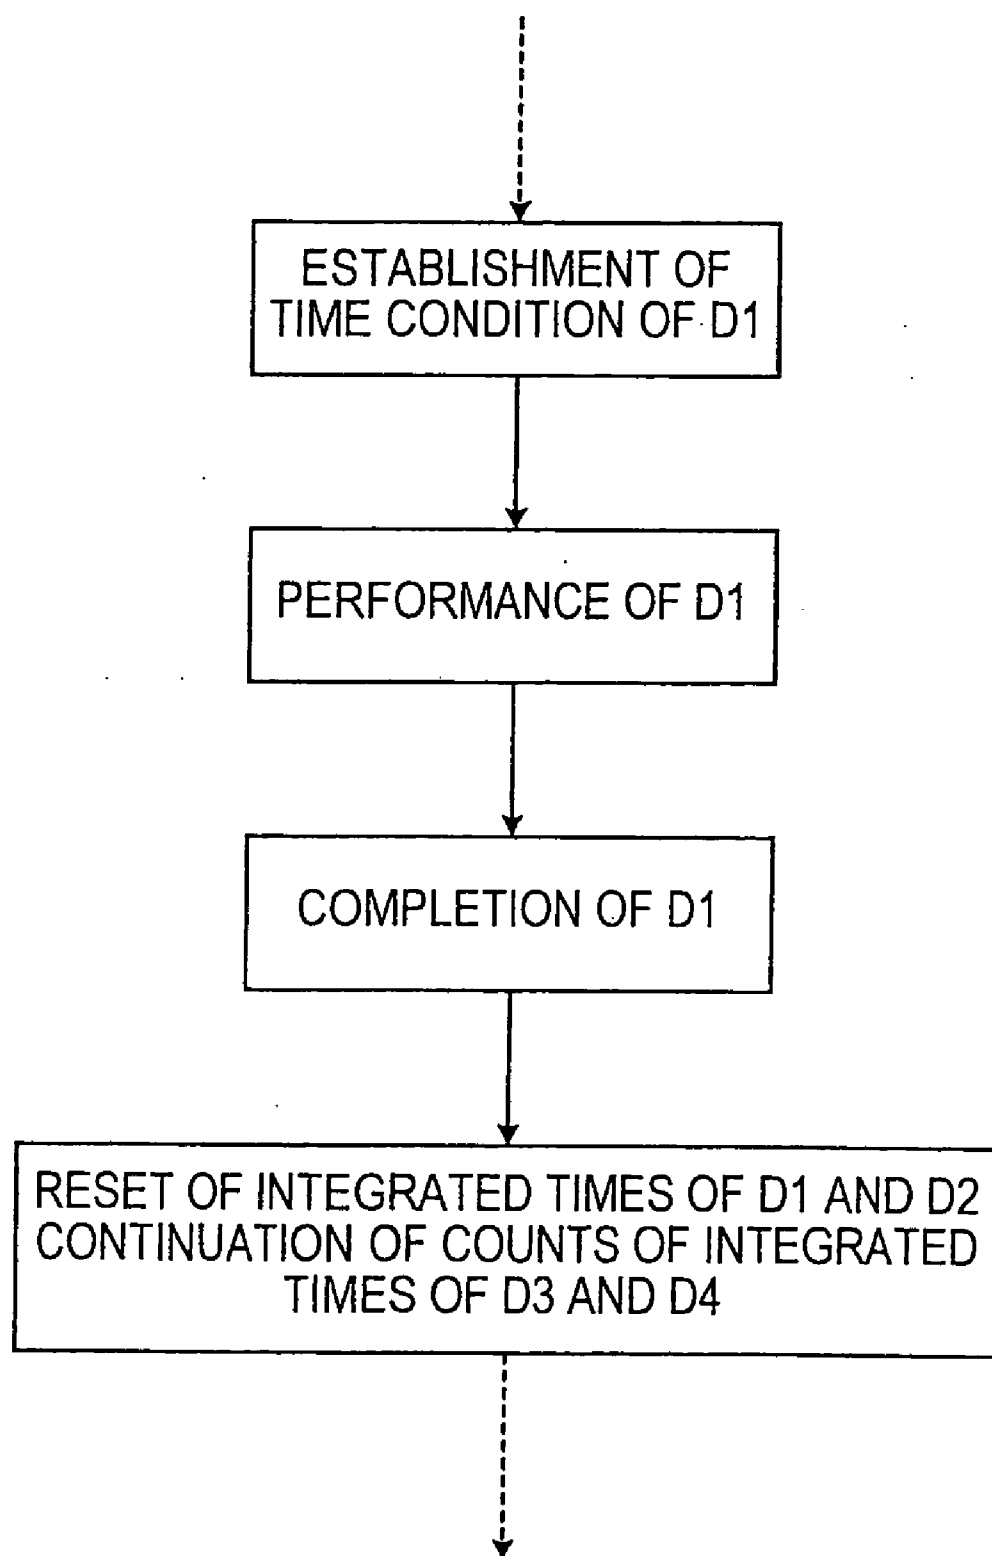 ESTABLISHMENT OF
TIME CONDITION OF D1
PERFORMANCE OF D1
COMPLETION OF D1
RESET OF INTEGRATED TIMES OF D1 AND D2
CONTINUATION OF COUNTS OF INTEGRATED
TIMES OF D3 AND D4